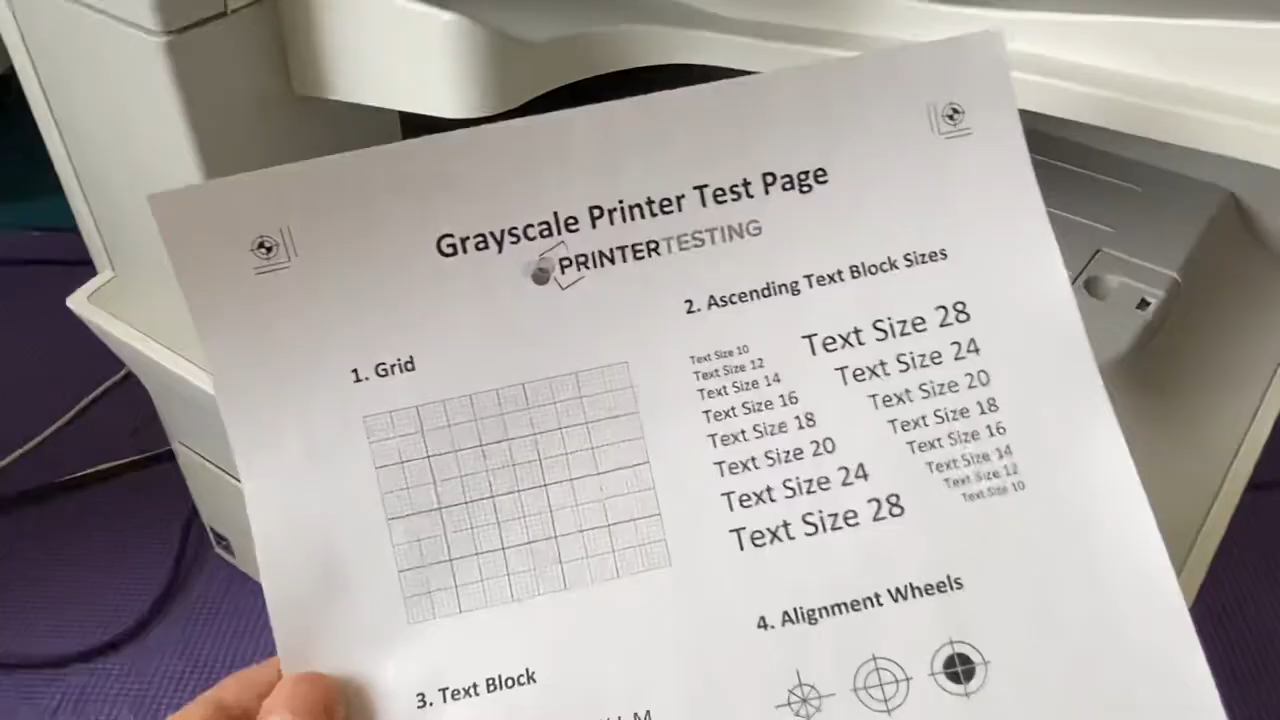 Grayscale Printer Test Page
PRINTERTESTING
1. Grid
2. Ascending Text Block Sizes
Text Size 10
Text Size 12
Text Size 14
Text Size 16
Text Size 18
Text Size 20
Text Size 24
Text Size 28
Text Size 28
Text Size 24
Text Size 20
Text Size 18
Text Size 16
Text Size 14
Text Size 12
Text Size 10
3. Text Block
4. Alignment Wheels